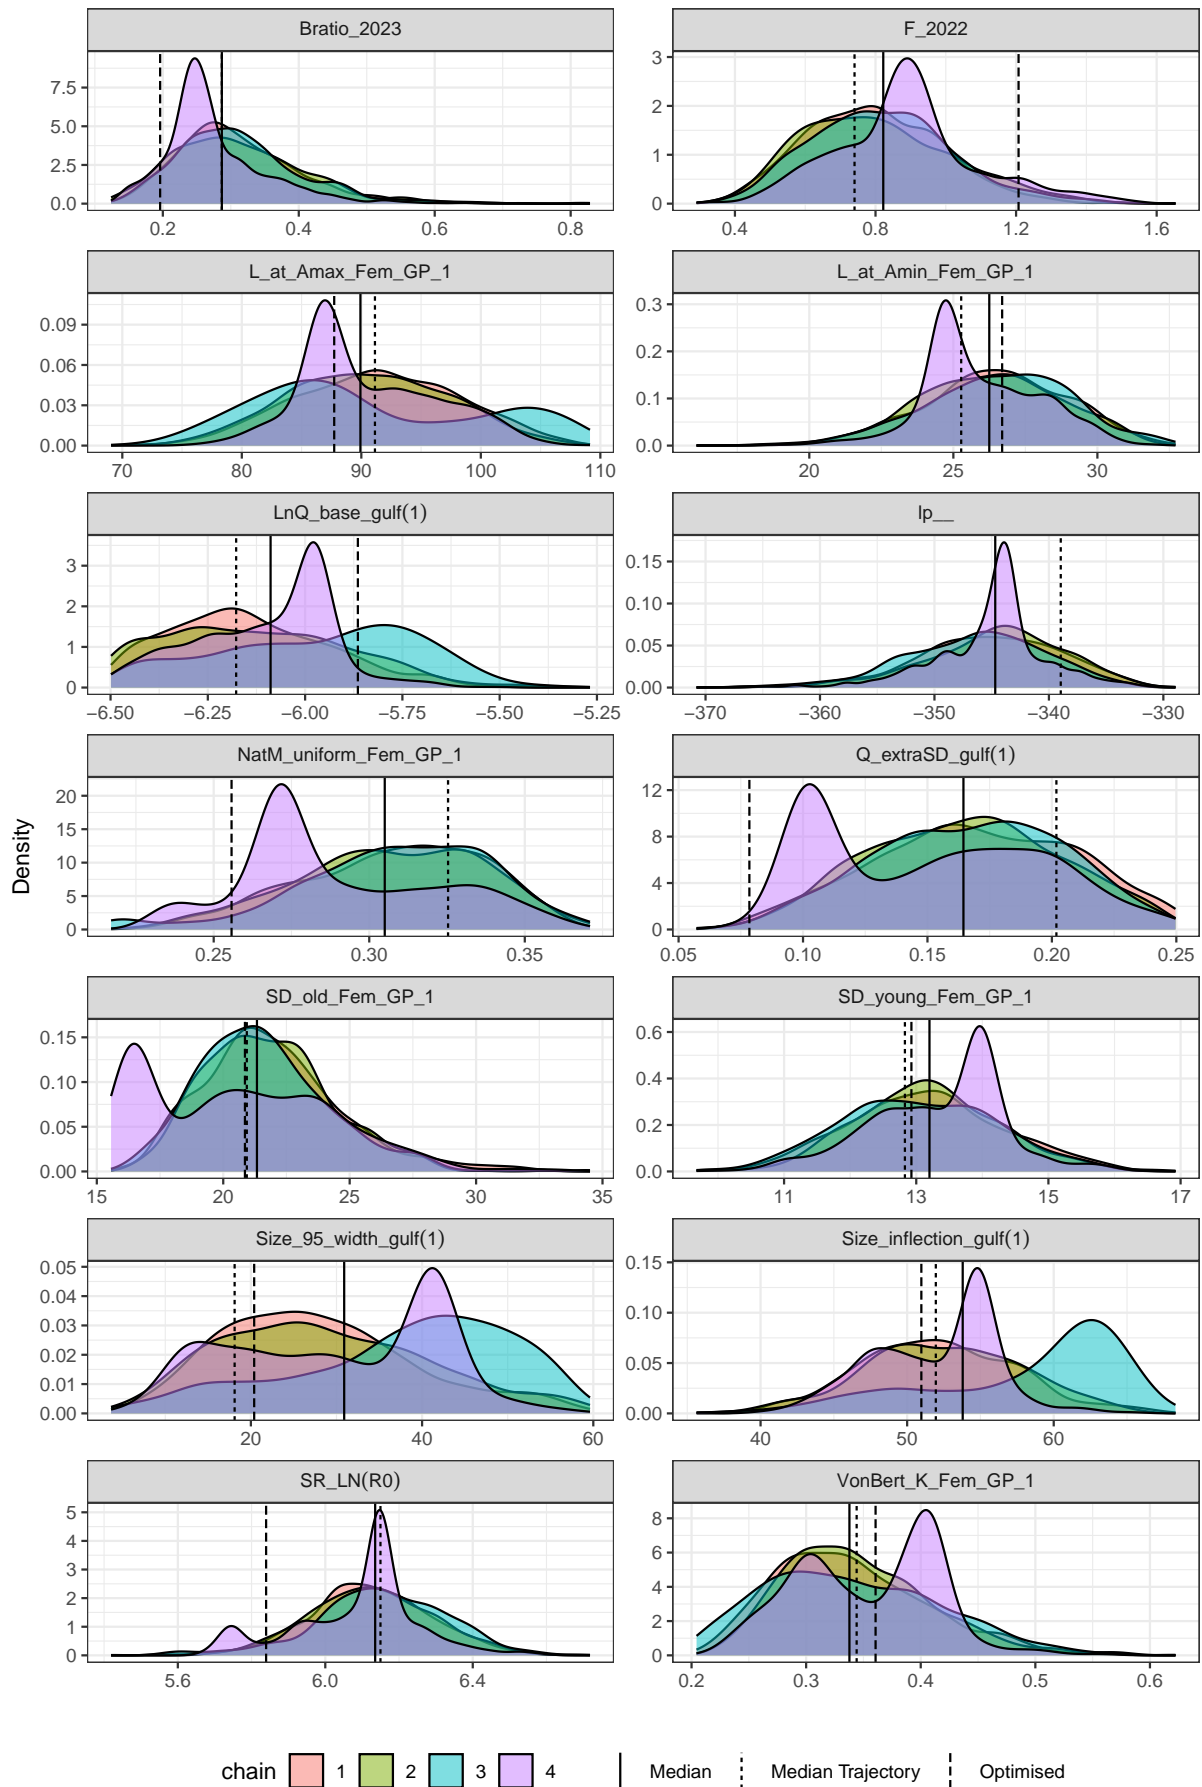 Bratio_2023
F_2022
7.5
5.0
2.5
0.0
3
2
1
0
0.2 0.4 0.6 0.8
0.4 0.8 1.2 1.6
L_at_Amax_Fem_GP_1
L_at_Amin_Fem_GP_1
0.09
0.06
0.03
0.00
0.3
0.2
0.1
0.0
70 80 90 100 110
20 25 30
LnQ_base_gulf(1)
lp__
3
2
1
0
0.15
0.10
0.05
0.00
−6.50 −6.25 −6.00 −5.75 −5.50 −5.25
−370 −360 −350 −340 −330
NatM_uniform_Fem_GP_1
Q_extraSD_gulf(1)
20
15
10
5
0
12
8
4
0
0.25 0.30 0.35
0.05 0.10 0.15 0.20 0.25
Density
SD_old_Fem_GP_1
SD_young_Fem_GP_1
0.15
0.10
0.05
0.00
0.6
0.4
0.2
0.0
15 20 25 30 35
11 13 15 17
Size_95_width_gulf(1)
Size_inflection_gulf(1)
0.05
0.04
0.03
0.02
0.01
0.00
0.15
0.10
0.05
0.00
20 40 60
40 50 60
SR_LN(R0)
VonBert_K_Fem_GP_1
5
4
3
2
1
0
8
6
4
2
0
5.6 6.0 6.4
0.2 0.3 0.4 0.5 0.6
chain 1 2 3 4 Median Median Trajectory Optimised